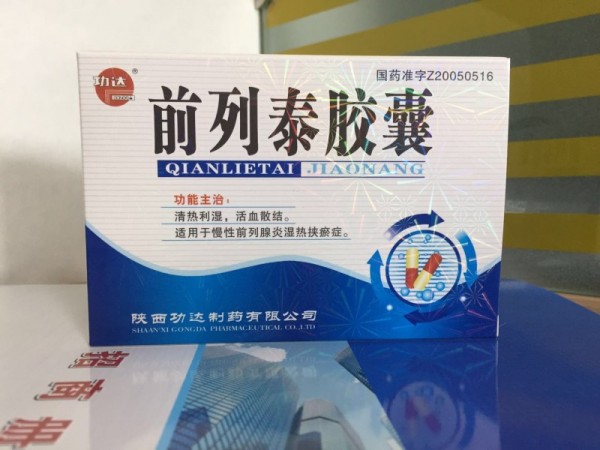 功达®
国药准字Z20050516
前列泰胶囊
QIANLIETAI JIAONANG
功能主治:
清热利湿，活血散结。
适用于慢性前列腺炎湿热挟瘀症。
陕西功达制药有限公司
SHAANXI GONGDA PHARMACEUTICAL CO.,LTD
招商册